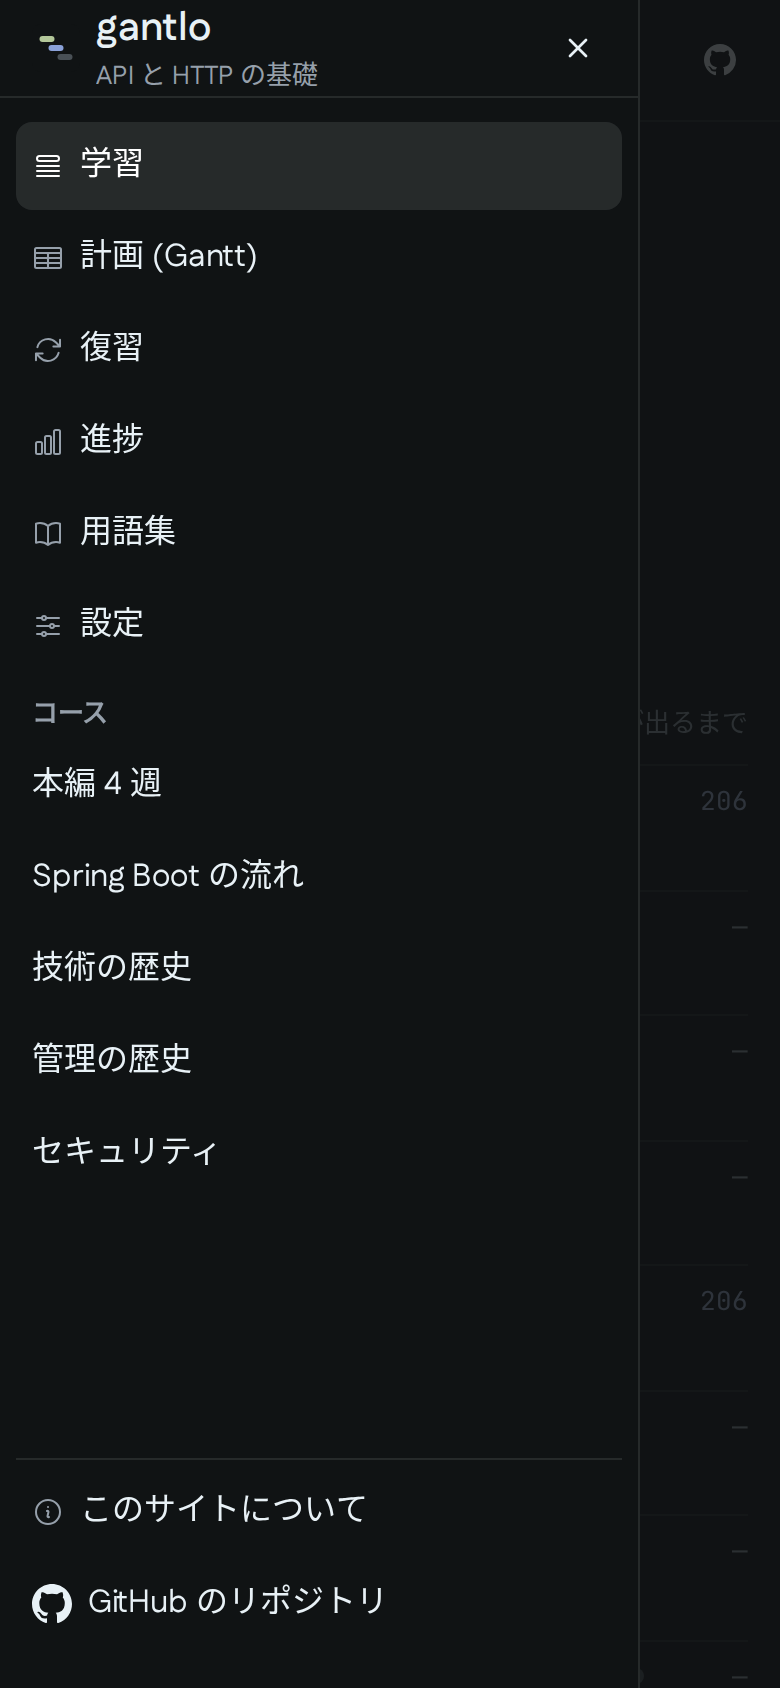 gantlo
API と HTTP の基礎
学習
計画 (Gantt)
復習
進捗
用語集
設定
コース
本編 4 週
Spring Boot の流れ
技術の歴史
管理の歴史
セキュリティ
このサイトについて
GitHub のリポジトリ
出るまで
206
—
—
—
206
—
—
—